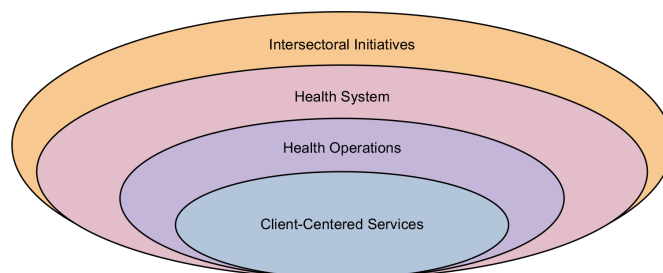 Intersectoral Initiatives
Health System
Health Operations
Client-Centered Services